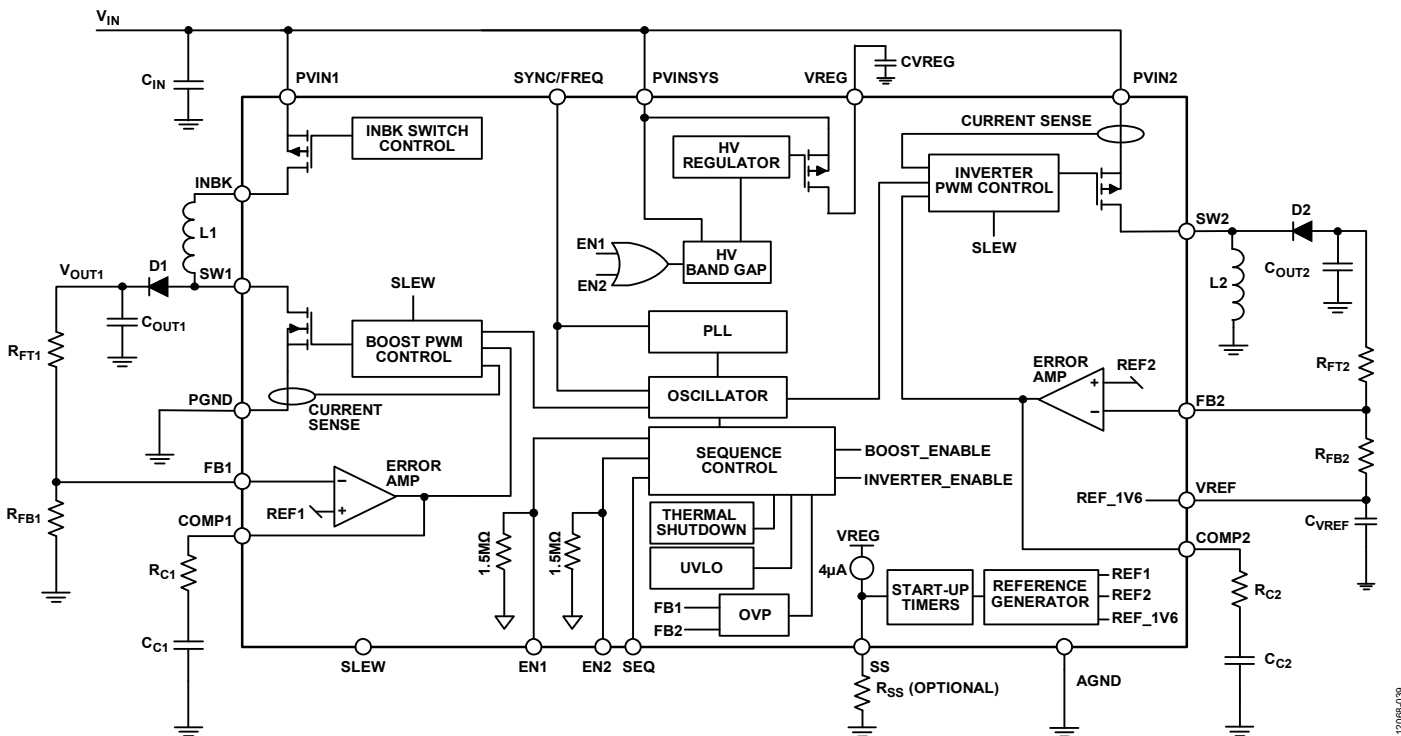 VIN
CIN
PVIN1
SYNC/FREQ
PVINSYS
VREG
CVREG
PVIN2
INBK SWITCH
CONTROL
HV
REGULATOR
CURRENT SENSE
INVERTER
PWM CONTROL
INBK
L1
EN1
EN2
HV
BAND GAP
SLEW
SW2
D2
VOUT1
D1
SW1
COUT1
SLEW
L2
COUT2
RFT1
BOOST PWM
CONTROL
PLL
OSCILLATOR
ERROR
AMP
REF2
RFT2
PGND
CURRENT
SENSE
FB2
SEQUENCE
CONTROL
BOOST_ENABLE
INVERTER_ENABLE
RFB2
FB1
ERROR
AMP
REF1
REF_1V6
VREF
RFB1
COMP1
1.5MΩ
1.5MΩ
THERMAL
SHUTDOWN
CVREF
VREG
COMP2
4µA
RC1
UVLO
START-UP
TIMERS
REFERENCE
GENERATOR
REF1
REF2
REF_1V6
RC2
FB1
FB2
OVP
CC1
CC2
SLEW
EN1
EN2
SEQ
SS
AGND
RSS (OPTIONAL)
12068-039